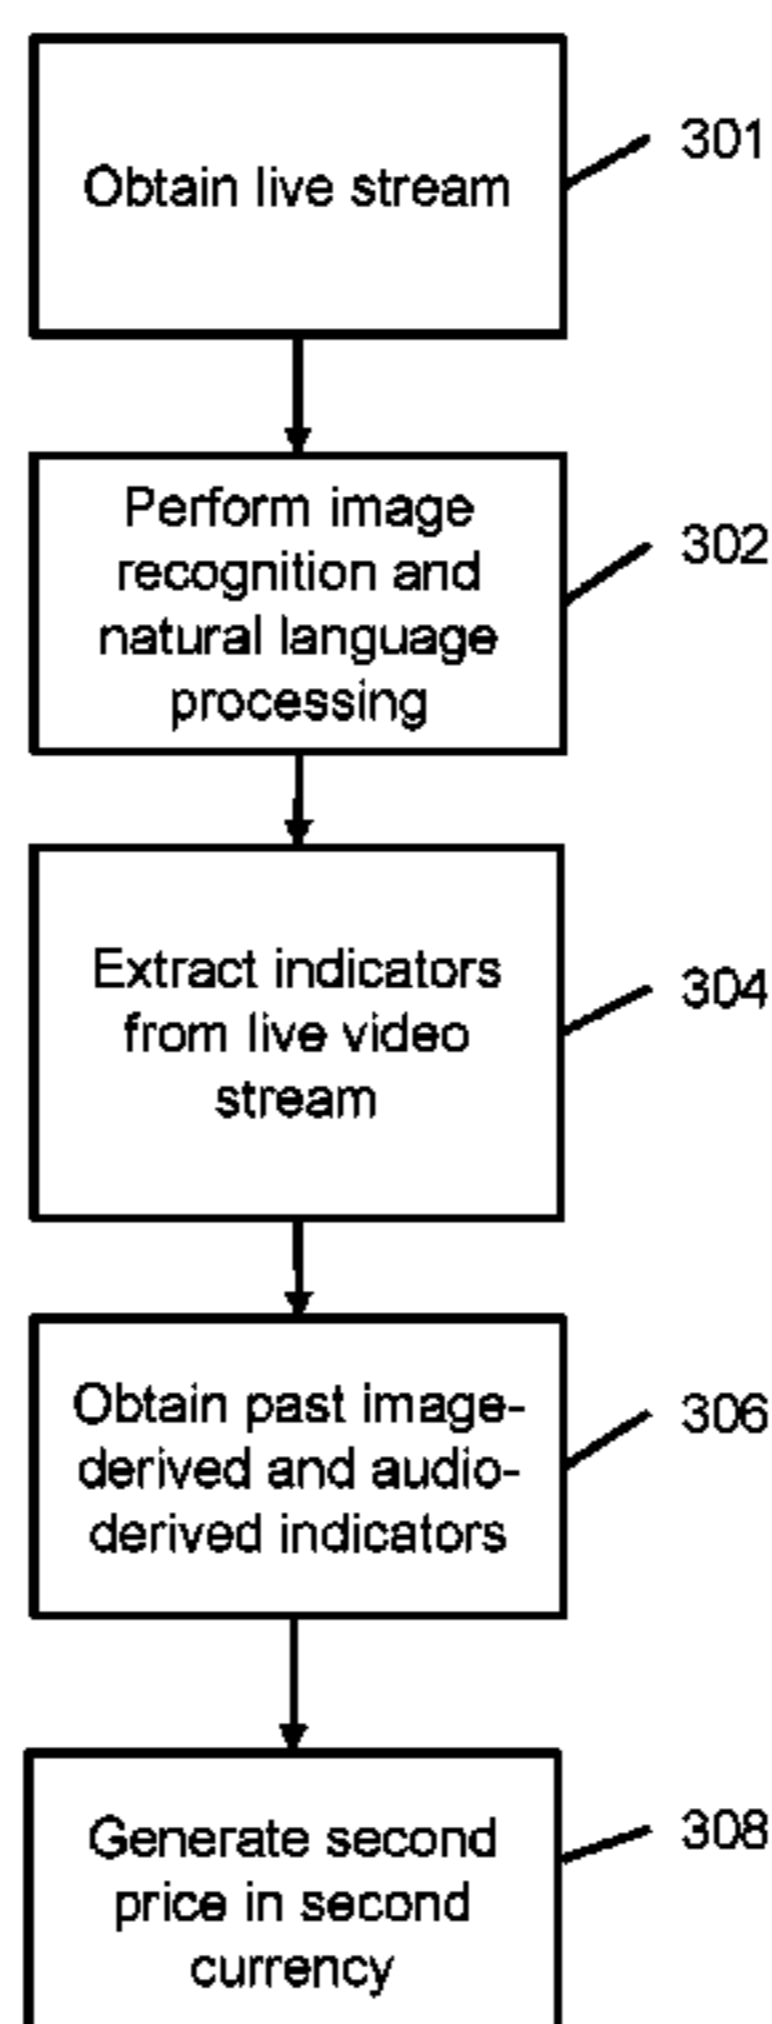 Obtain live stream
301
Perform image
recognition and
natural language
processing
302
Extract indicators
from live video
stream
304
Obtain past image-
derived and audio-
derived indicators
306
Generate second
price in second
currency
308